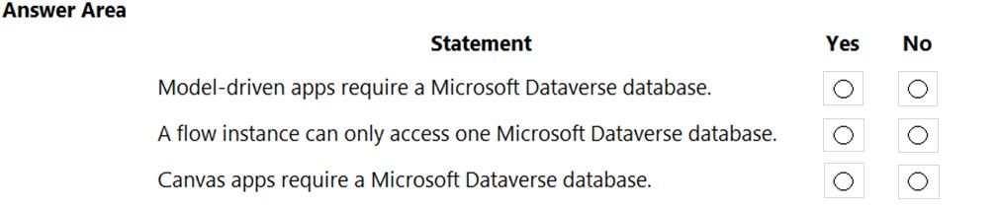 Answer Area
Statement Yes No
Model-driven apps require a Microsoft Dataverse database.
A flow instance can only access one Microsoft Dataverse database.
Canvas apps require a Microsoft Dataverse database.